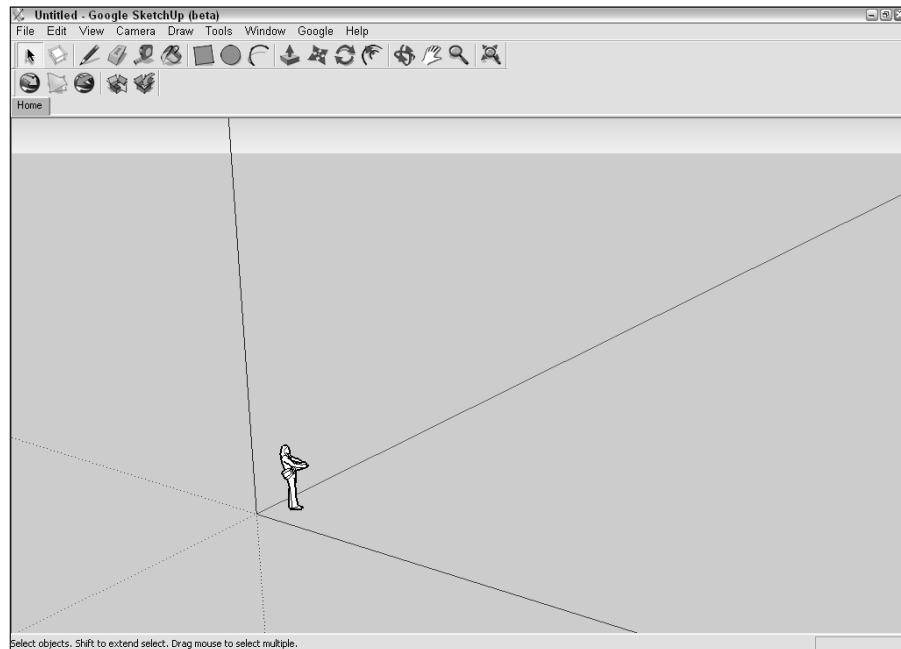 Untitled - Google SketchUp (beta)
File Edit View Camera Draw Tools Window Google Help
Home
Select objects. Shift to extend select. Drag mouse to select multiple.